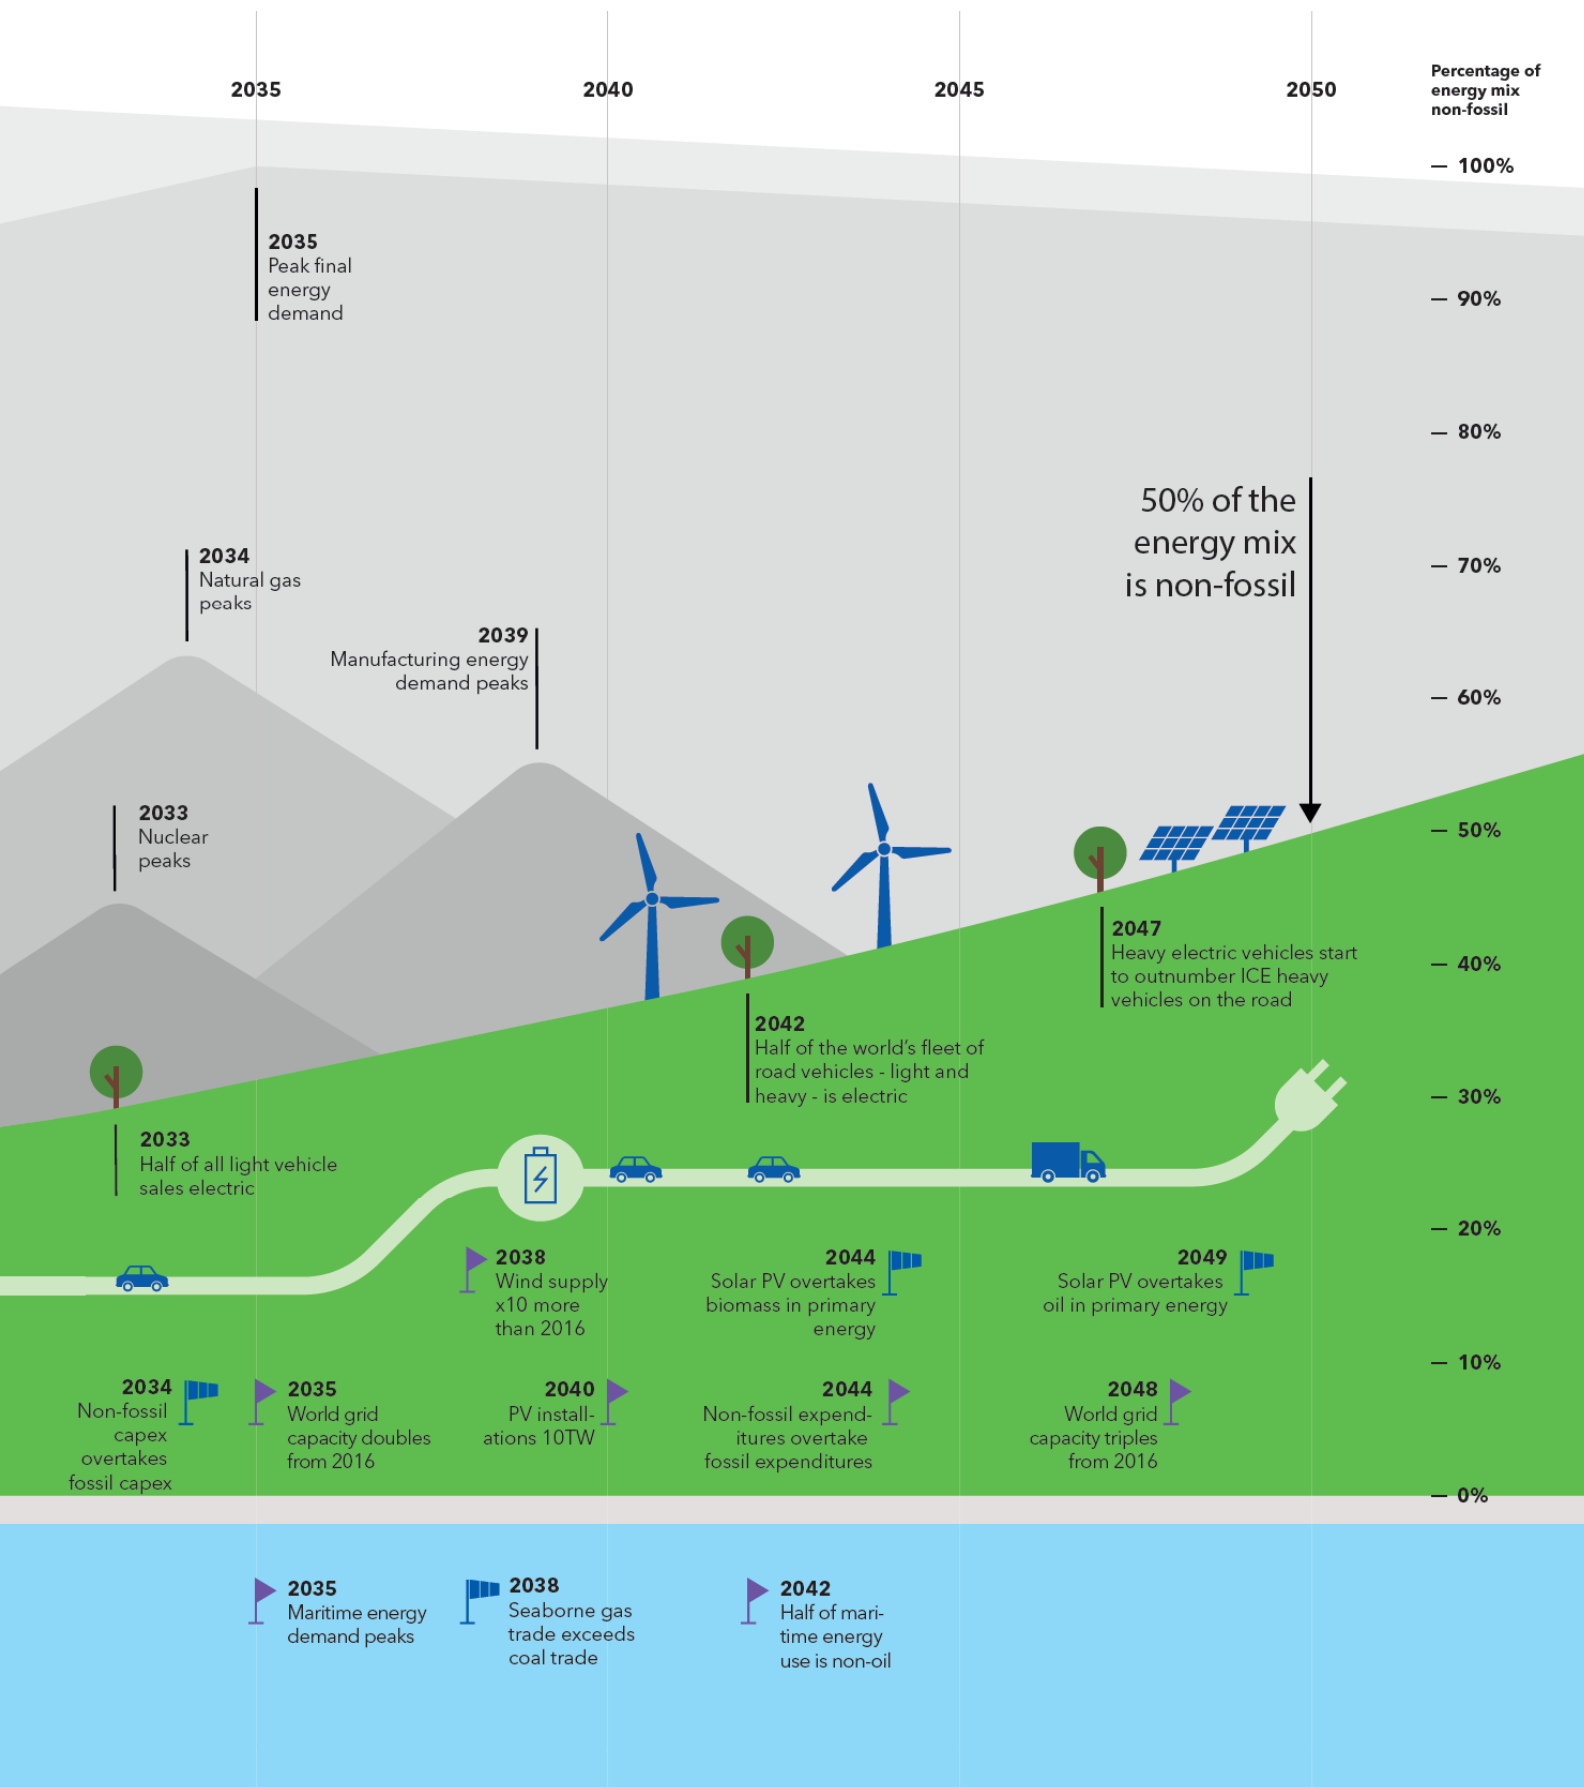 2035
2040
2045
2050
Percentage of
energy mix
non-fossil
100%
90%
80%
70%
60%
50%
40%
30%
20%
10%
0%
2035
Peak final
energy
demand
2034
Natural gas
peaks
2039
Manufacturing energy
demand peaks
50% of the
energy mix
is non-fossil
2033
Nuclear
peaks
2047
Heavy electric vehicles start
to outnumber ICE heavy
vehicles on the road
2042
Half of the world's fleet of
road vehicles - light and
heavy - is electric
2033
Half of all light vehicle
sales electric
2038
Wind supply
x10 more
than 2016
2044
Solar PV overtakes
biomass in primary
energy
2049
Solar PV overtakes
oil in primary energy
2034
Non-fossil
capex
overtakes
fossil capex
2035
World grid
capacity doubles
from 2016
2040
PV install-
ations 10TW
2044
Non-fossil expend-
itures overtake
fossil expenditures
2048
World grid
capacity triples
from 2016
2035
Maritime energy
demand peaks
2038
Seaborne gas
trade exceeds
coal trade
2042
Half of mari-
time energy
use is non-oil